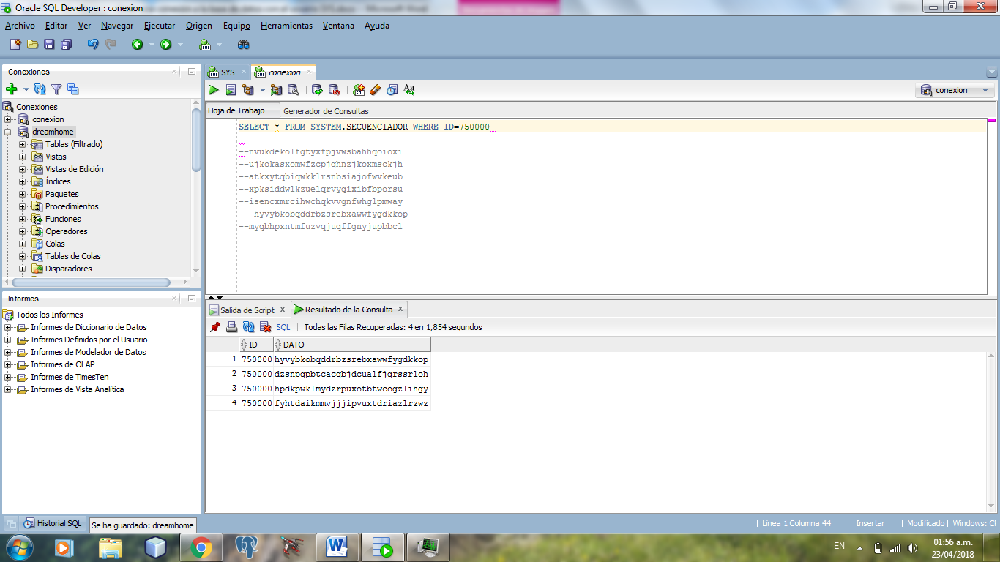 Oracle SQL Developer : conexion
Archivo Editar Ver Navegar Ejecutar Origen Equipo Herramientas Ventana Ayuda
Conexiones
Conexiones
conexion
dreamhome
Tablas (Filtrado)
Vistas
Vistas de Edición
Índices
Paquetes
Procedimientos
Funciones
Operadores
Colas
Tablas de Colas
Disparadores
Informes
Todos los Informes
Informes de Diccionario de Datos
Informes Definidos por el Usuario
Informes de Modelador de Datos
Informes de OLAP
Informes de TimesTen
Informes de Vista Analítica
SYS conexion
conexion
Hoja de Trabajo Generador de Consultas
SELECT * FROM SYSTEM.SECUENCIADOR WHERE ID=750000
--nvukdekolfgtyxfpjvwsbahhqoioxi
--ujkokasxomwfzcpjqhnzjkoxmsckjh
--atkxytqbiqwkklrsnbsiajofwvkeub
--xpksiddwlkzuelqrvyqixibfbporsu
--isencxmrcihwchqkvvgnfwhglpmway
-- hyvybkobqddrbzsrebxawwfygdkkop
--myqbhpxntmfuzvqjuqffgnyjupbbcl
Salida de Script x Resultado de la Consulta x
SQL | Todas las Filas Recuperadas: 4 en 1,854 segundos
ID DATO
1 750000 hyvybkobqddrbzsrebxawwfygdkkop
2 750000 dzsnpqpbtcacqbjdcualfjqrssrloh
3 750000 hpdkpwklmydzrpuxotbtwcogzlihgy
4 750000 fyhtdaikmmvjjjipvuxtdriazlrzwz
Historial SQL Se ha guardado: dreamhome
| Línea 1 Columna 44 | Insertar | Modificado | Windows:
EN
01:56 a.m.
23/04/2018